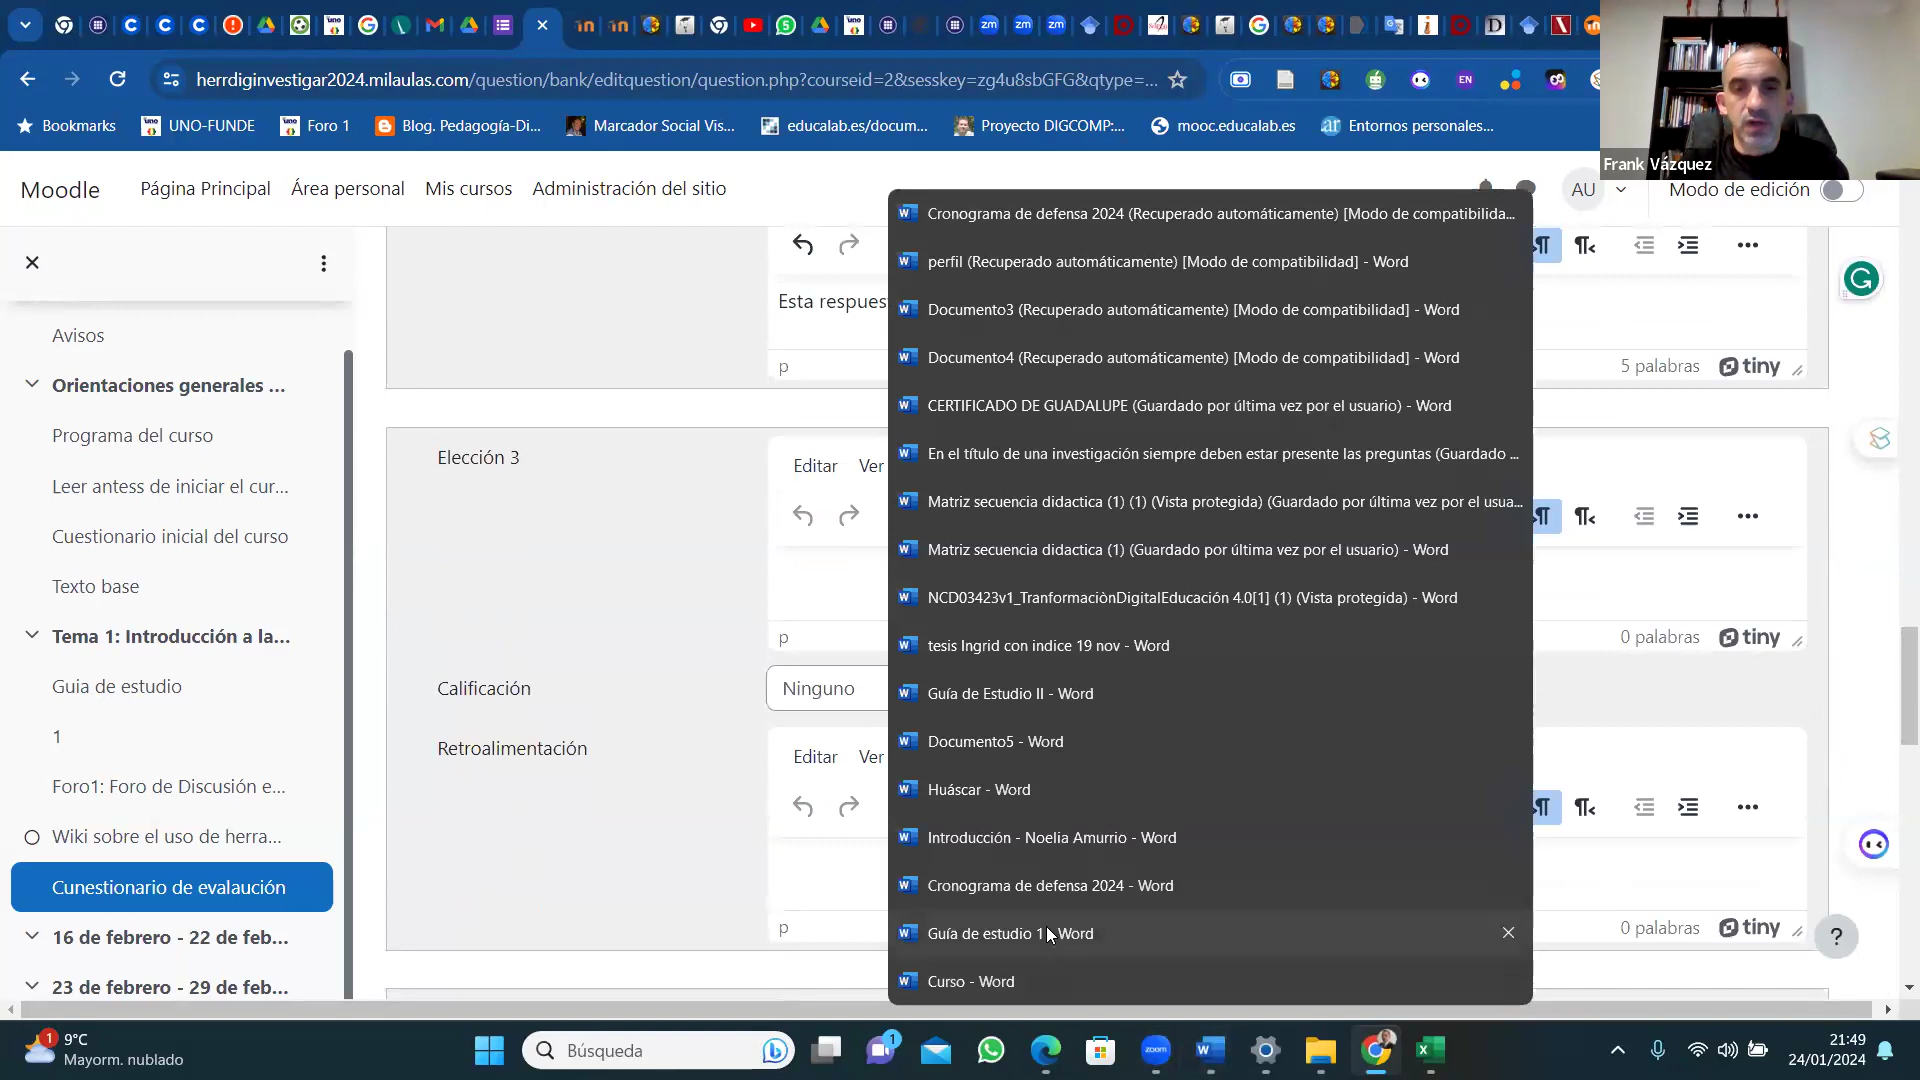 herrdiginvestigar2024.milaulas.com/question/bank/editquestion/question.php?courseid=2&sesskey=zg4u8sbGFG&qtype=...
EN
Bookmarks
UNO-FUNDE
Foro 1
Blog. Pedagogía-Di...
Marcador Social Vis...
educalab.es/docum...
Proyecto DIGCOMP:...
mooc.educalab.es
Entornos personales...
Frank Vázquez
Moodle
Página Principal
Área personal
Mis cursos
Administración del sitio
AU
Modo de edición
Avisos
Orientaciones generales ...
Programa del curso
Leer antess de iniciar el cur...
Cuestionario inicial del curso
Texto base
Tema 1: Introducción a la...
Guia de estudio
1
Foro1: Foro de Discusión e...
Wiki sobre el uso de herra...
Cunestionario de evalaución
16 de febrero - 22 de feb...
23 de febrero - 29 de feb...
Esta respues
p
5 palabras
tiny
Elección 3
Editar
Ver
p
0 palabras
tiny
Calificación
Ninguno
Retroalimentación
Editar
Ver
p
0 palabras
tiny
?
Cronograma de defensa 2024 (Recuperado automáticamente) [Modo de compatibilida...
perfil (Recuperado automáticamente) [Modo de compatibilidad] - Word
Documento3 (Recuperado automáticamente) [Modo de compatibilidad] - Word
Documento4 (Recuperado automáticamente) [Modo de compatibilidad] - Word
CERTIFICADO DE GUADALUPE (Guardado por última vez por el usuario) - Word
En el título de una investigación siempre deben estar presente las preguntas (Guardado ...
Matriz secuencia didactica (1) (1) (Vista protegida) (Guardado por última vez por el usua...
Matriz secuencia didactica (1) (Guardado por última vez por el usuario) - Word
NCD03423v1_TranformaciònDigitalEducación 4.0[1] (1) (Vista protegida) - Word
tesis Ingrid con indice 19 nov - Word
Guía de Estudio II - Word
Documento5 - Word
Huáscar - Word
Introducción - Noelia Amurrio - Word
Cronograma de defensa 2024 - Word
Guía de estudio 1 - Word
Curso - Word
1
9°C
Mayorm. nublado
Búsqueda
1
zoom
21:49
24/01/2024